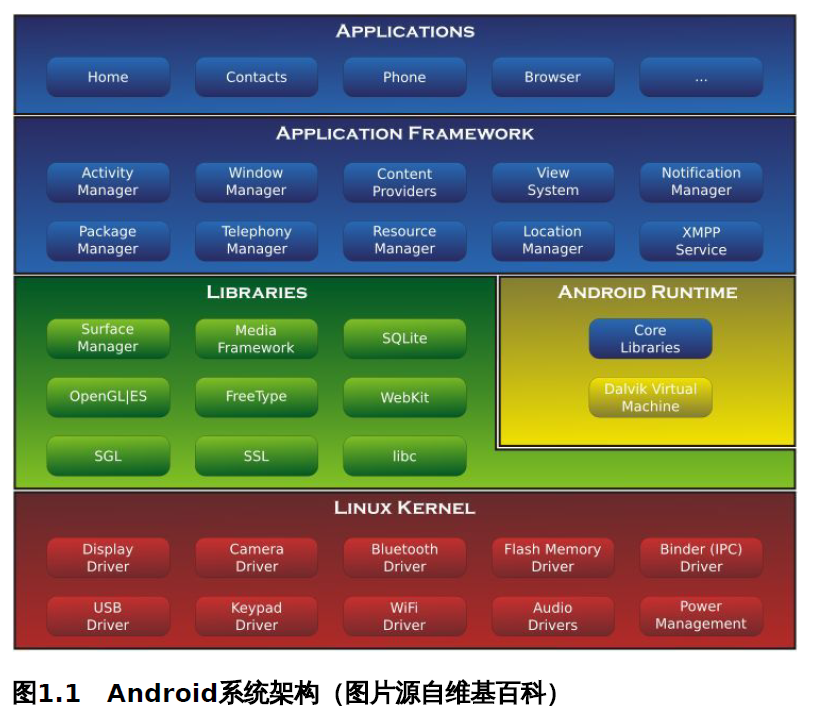 APPLICATIONS
Home
Contacts
Phone
Browser
...
APPLICATION FRAMEWORK
Activity
Manager
Window
Manager
Content
Providers
View
System
Notification
Manager
Package
Manager
Telephony
Manager
Resource
Manager
Location
Manager
XMPP
Service
LIBRARIES
Surface
Manager
Media
Framework
SQLite
OpenGL|ES
FreeType
WebKit
SGL
SSL
libc
ANDROID RUNTIME
Core
Libraries
Dalvik Virtual
Machine
LINUX KERNEL
Display
Driver
Camera
Driver
Bluetooth
Driver
Flash Memory
Driver
Binder (IPC)
Driver
USB
Driver
Keypad
Driver
WiFi
Driver
Audio
Drivers
Power
Management
图1.1 Android系统架构（图片源自维基百科）